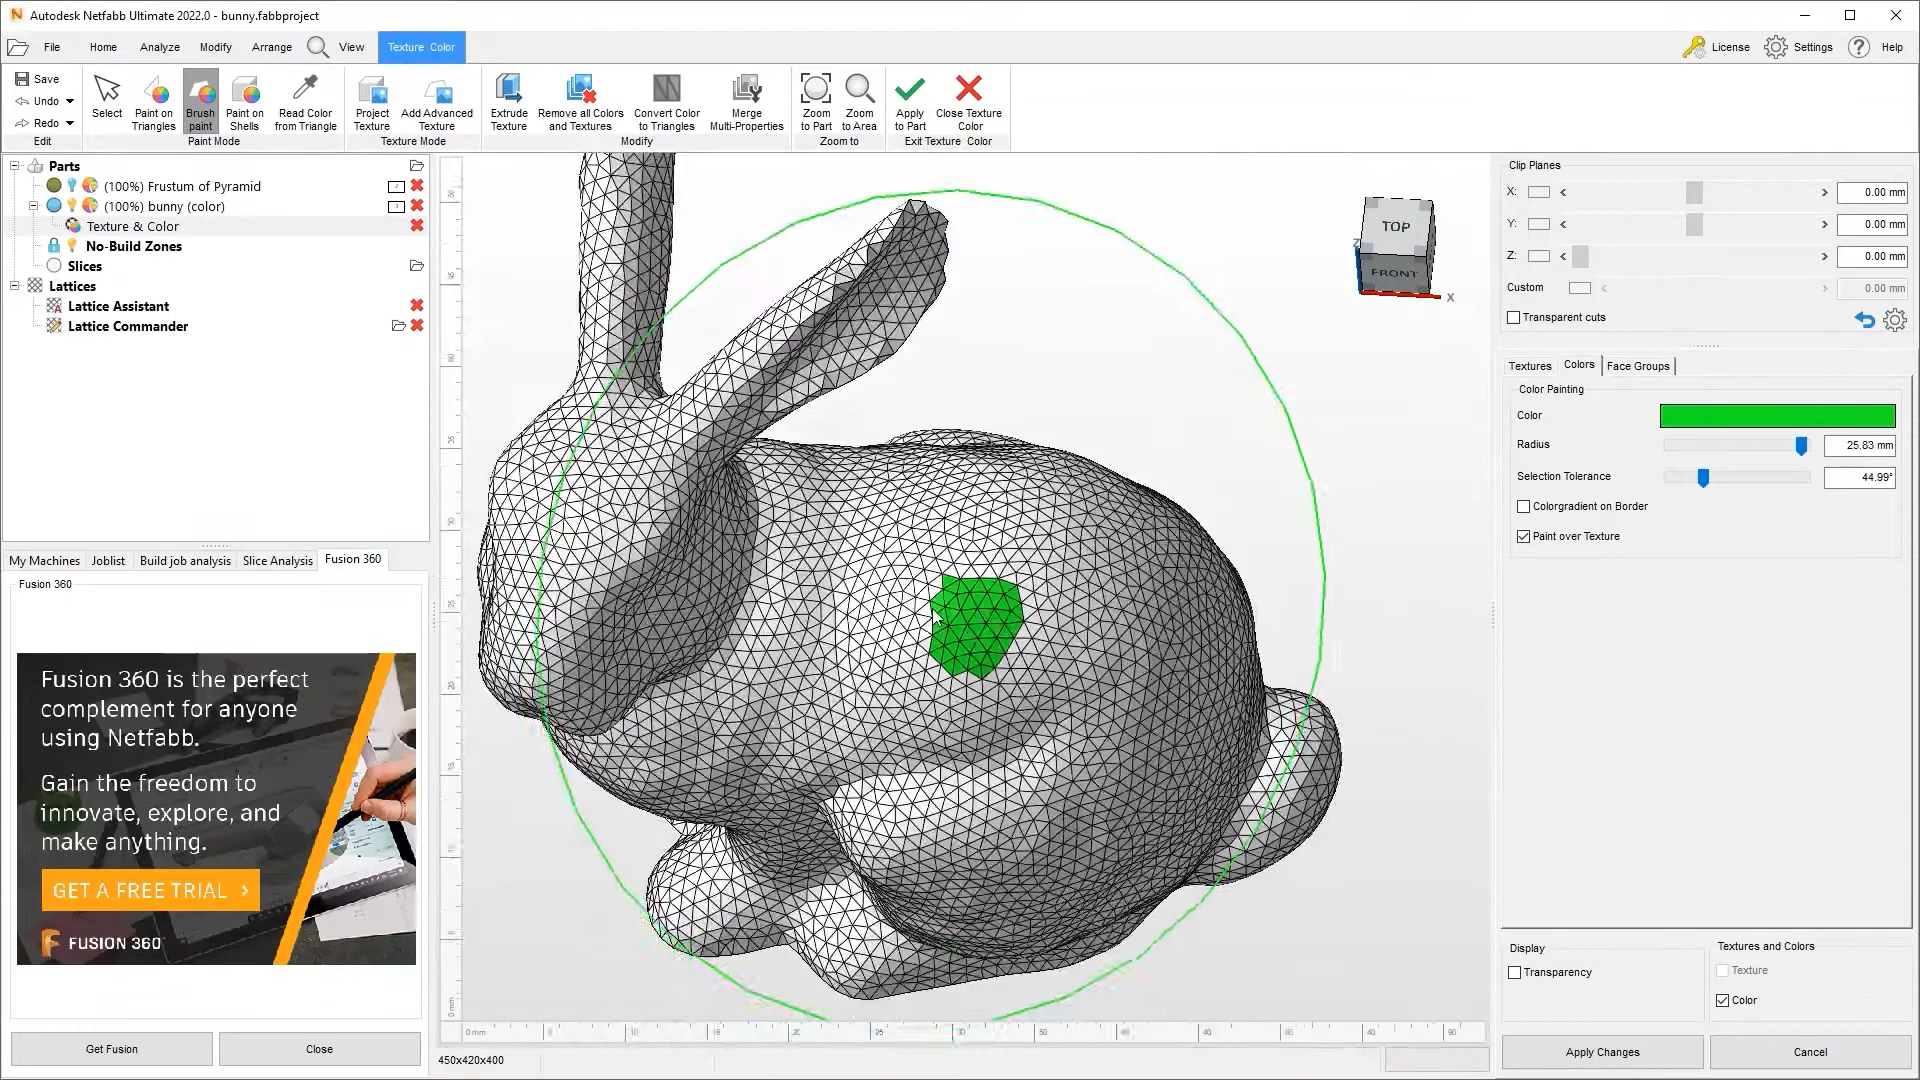 Autodesk Netfabb Ultimate 2022.0 - bunny.fabbproject
File Home Analyze Modify Arrange View Texture Color License Settings Help
Save
Undo
Redo
Edit
Select
Paint on Triangles
Brush paint
Paint on Shells
Read Color from Triangle
Paint Mode
Project Texture
Add Advanced Texture
Texture Mode
Extrude Texture
Remove all Colors and Textures
Convert Color to Triangles
Merge Multi-Properties
Modify
Zoom to Part
Zoom to Area
Zoom to
Apply to Part
Close Texture Color
Exit Texture Color
Parts
(100%) Frustum of Pyramid
(100%) bunny (color)
Texture & Color
No-Build Zones
Slices
Lattices
Lattice Assistant
Lattice Commander
My Machines Joblist Build job analysis Slice Analysis Fusion 360
Fusion 360
Fusion 360 is the perfect
complement for anyone
using Netfabb.
Gain the freedom to
innovate, explore, and
make anything.
GET A FREE TRIAL >
FUSION 360
Get Fusion Close
TOP
FRONT
Z
X
0 mm
450x420x400
Clip Planes
X: < > 0.00 mm
Y: < > 0.00 mm
Z: < > 0.00 mm
Custom < > 0.00 mm
Transparent cuts
Textures Colors Face Groups
Color Painting
Color
Radius 25.83 mm
Selection Tolerance 44.99°
Colorgradient on Border
Paint over Texture
Display
Transparency
Textures and Colors
Texture
Color
Apply Changes Cancel